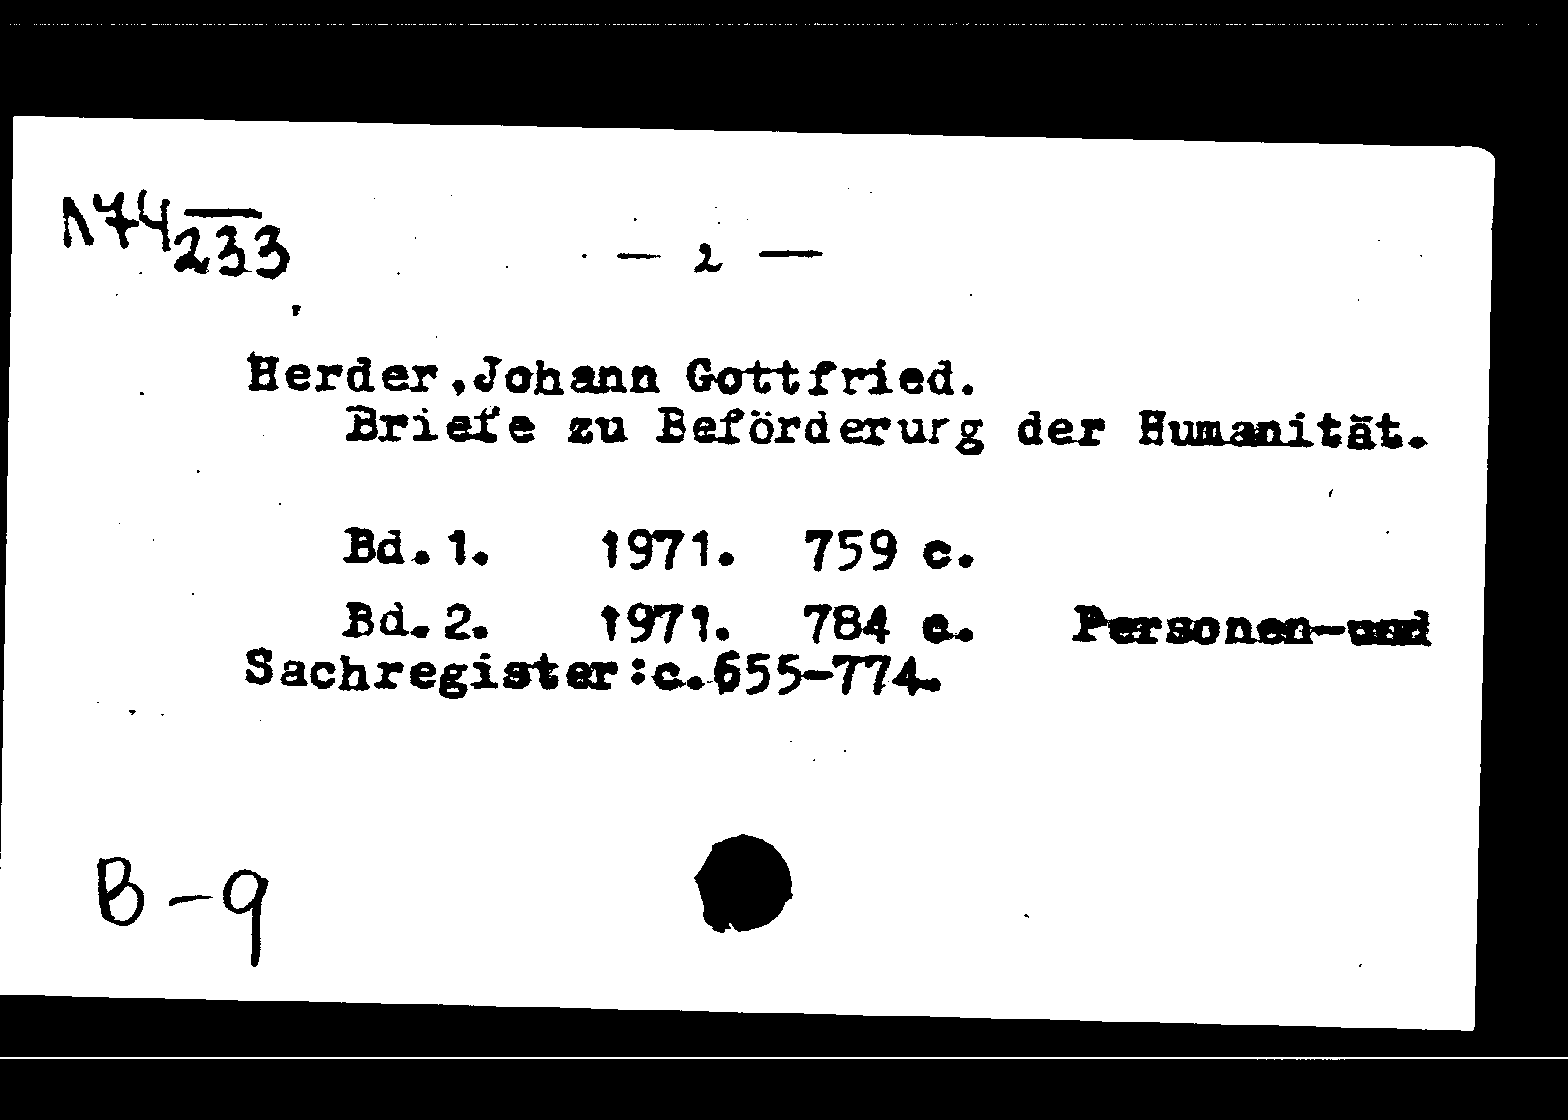 Л74 233
— 2 —
Herder,Johann Gottfried.
Briefe zu Beförderurg der Humanität.
Bd.1. 1971. 759 c.
Bd.2. 1971. 784 c. Personen-und
Sachregister:c.655-774.
B-9